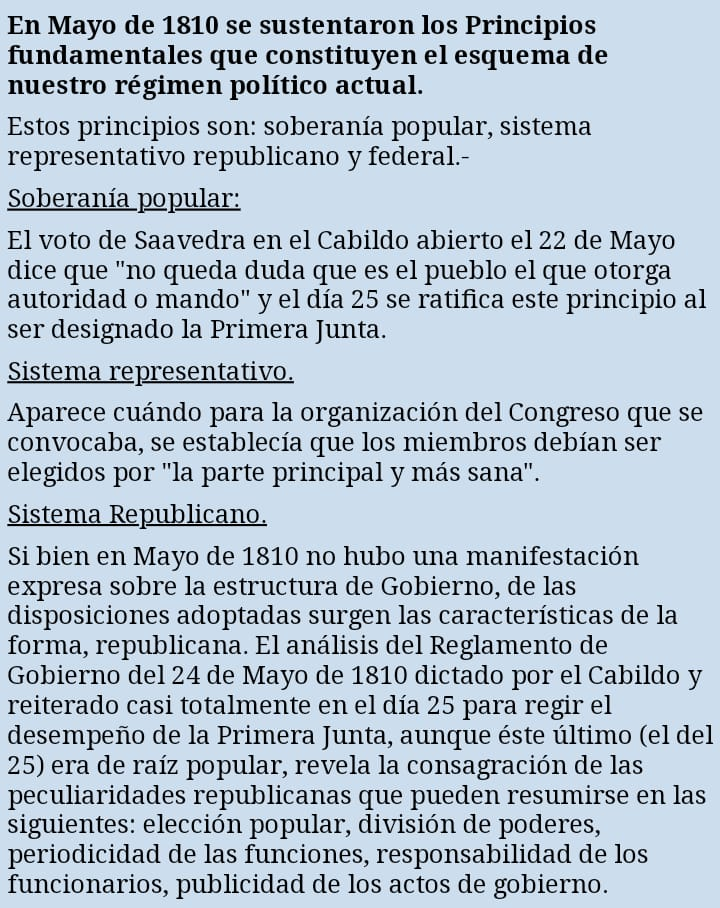 En Mayo de 1810 se sustentaron los Principios
fundamentales que constituyen el esquema de
nuestro régimen político actual.
Estos principios son: soberanía popular, sistema
representativo republicano y federal.-
Soberanía popular:
El voto de Saavedra en el Cabildo abierto el 22 de Mayo
dice que "no queda duda que es el pueblo el que otorga
autoridad o mando" y el día 25 se ratifica este principio al
ser designado la Primera Junta.
Sistema representativo.
Aparece cuándo para la organización del Congreso que se
convocaba, se establecía que los miembros debían ser
elegidos por "la parte principal y más sana".
Sistema Republicano.
Si bien en Mayo de 1810 no hubo una manifestación
expresa sobre la estructura de Gobierno, de las
disposiciones adoptadas surgen las características de la
forma, republicana. El análisis del Reglamento de
Gobierno del 24 de Mayo de 1810 dictado por el Cabildo y
reiterado casi totalmente en el día 25 para regir el
desempeño de la Primera Junta, aunque éste último (el del
25) era de raíz popular, revela la consagración de las
peculiaridades republicanas que pueden resumirse en las
siguientes: elección popular, división de poderes,
periodicidad de las funciones, responsabilidad de los
funcionarios, publicidad de los actos de gobierno.